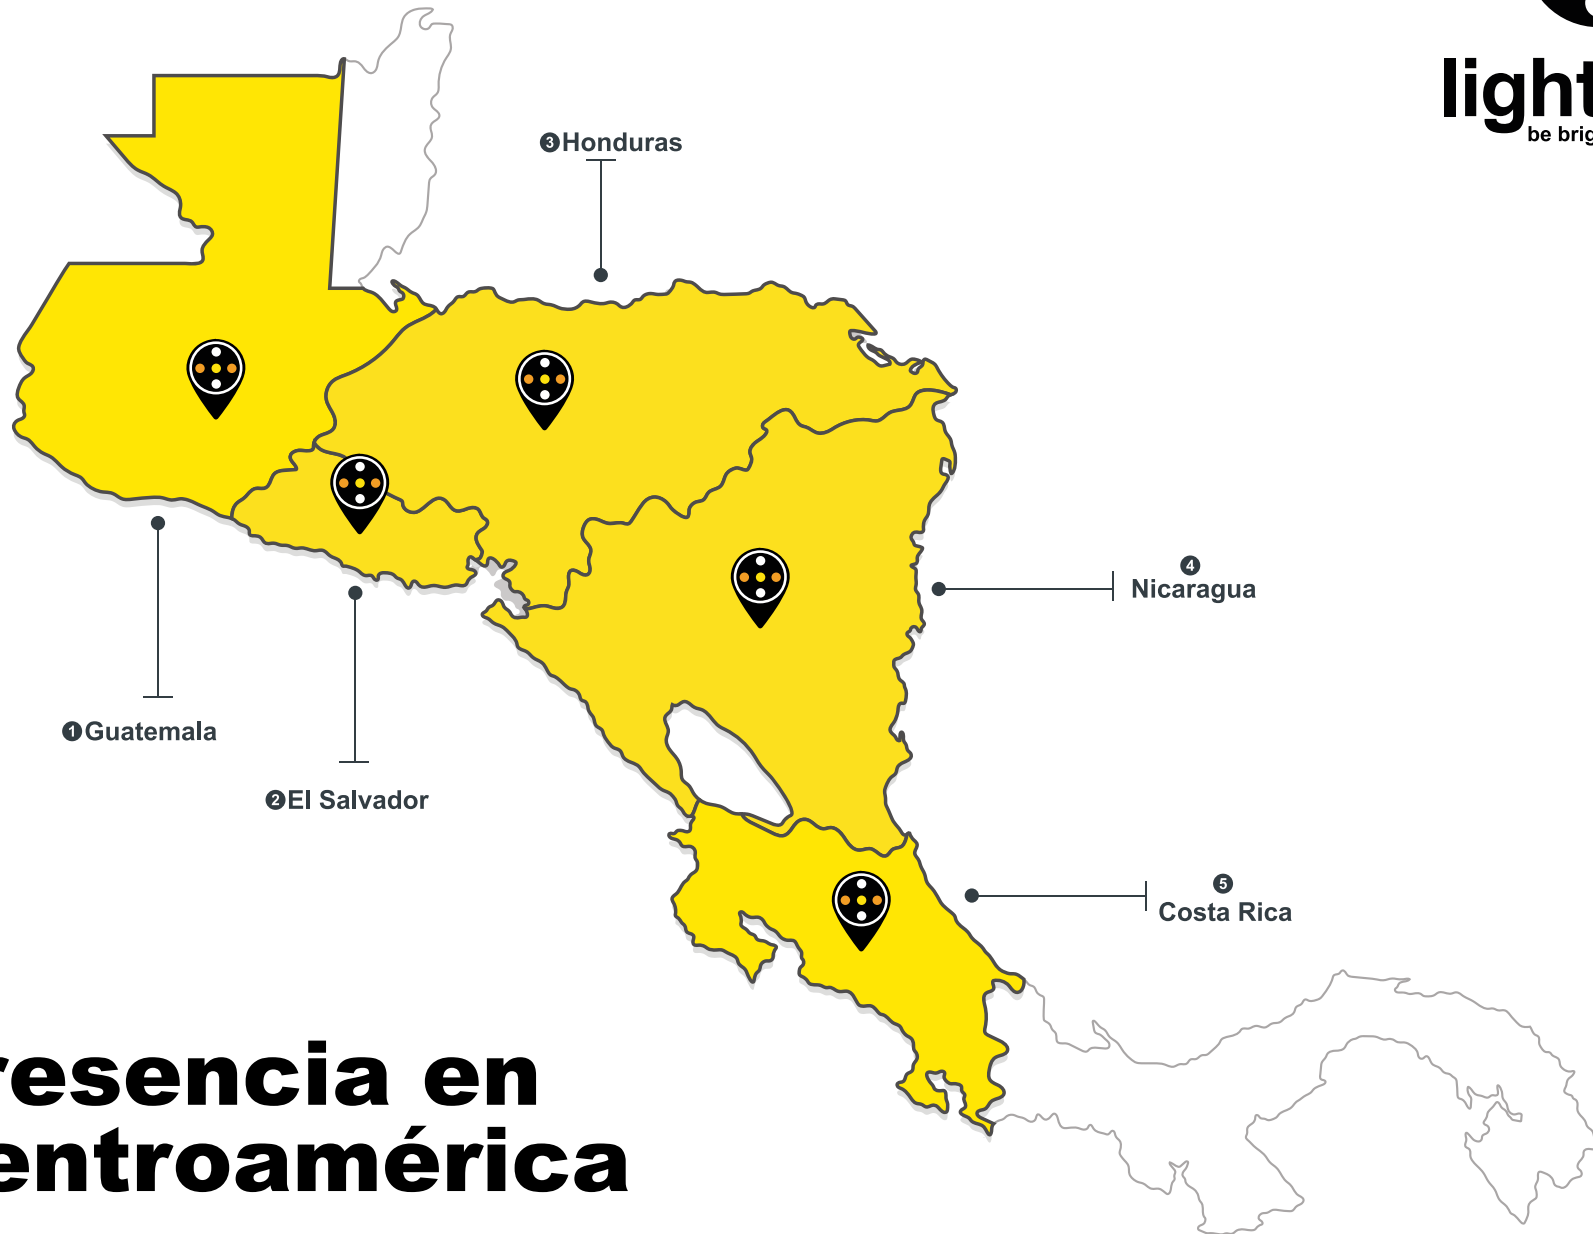 light
be brig
❸Honduras
❹
Nicaragua
❶Guatemala
❷El Salvador
❺
Costa Rica
resencia en
entroamérica